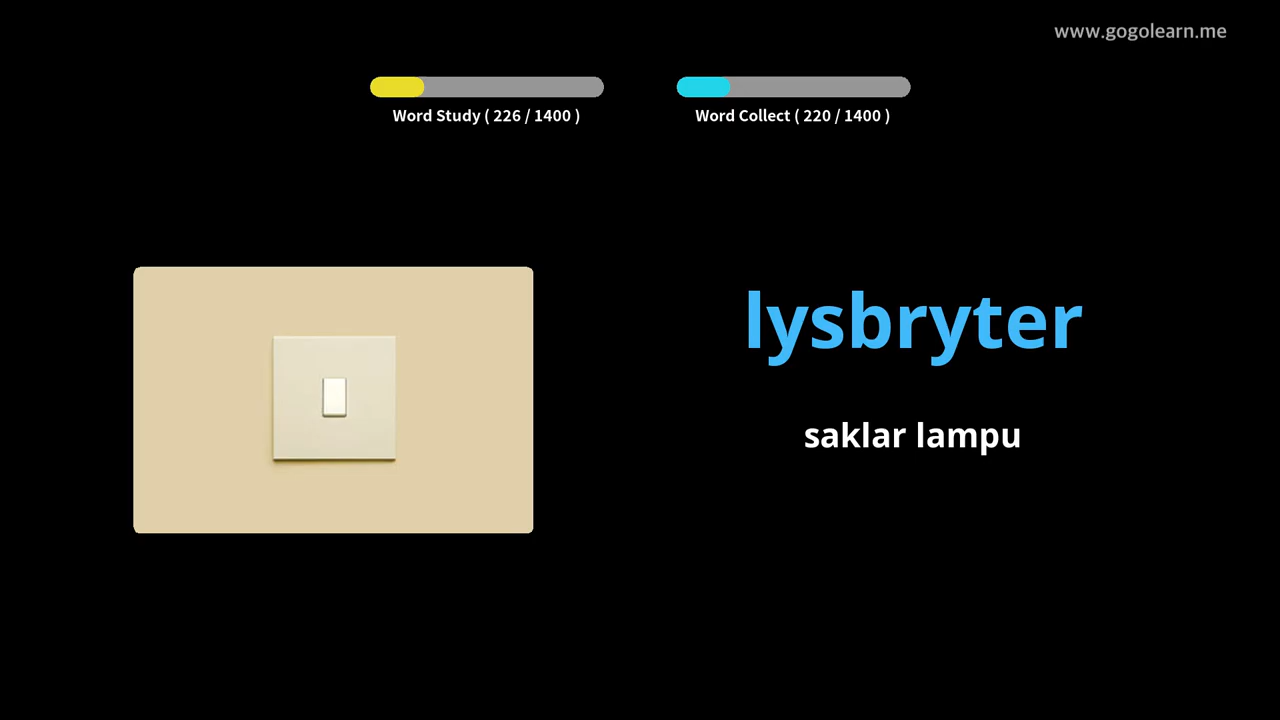 www.gogolearn.me
Word Study ( 226 / 1400 )
Word Collect ( 220 / 1400 )
lysbryter
saklar lampu